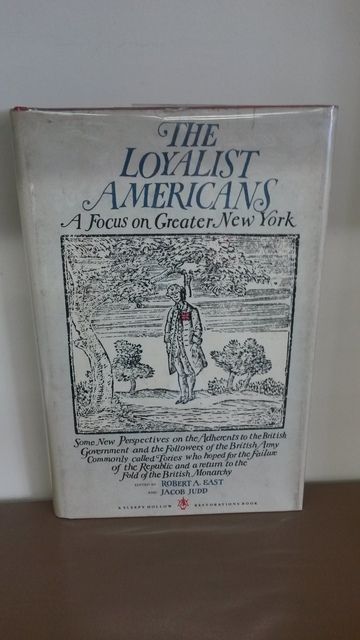 THE
LOYALIST
AMERICANS
A Focus on Greater New York
Some New Perspectives on the Adherents to the British
Government and the Followers of the British Army
Commonly called Tories who hoped for the Failure
of the Republic and a return to the
Fold of the British Monarchy
EDITED BY ROBERT A. EAST
AND JACOB JUDD
A SLEEPY HOLLOW RESTORATIONS BOOK